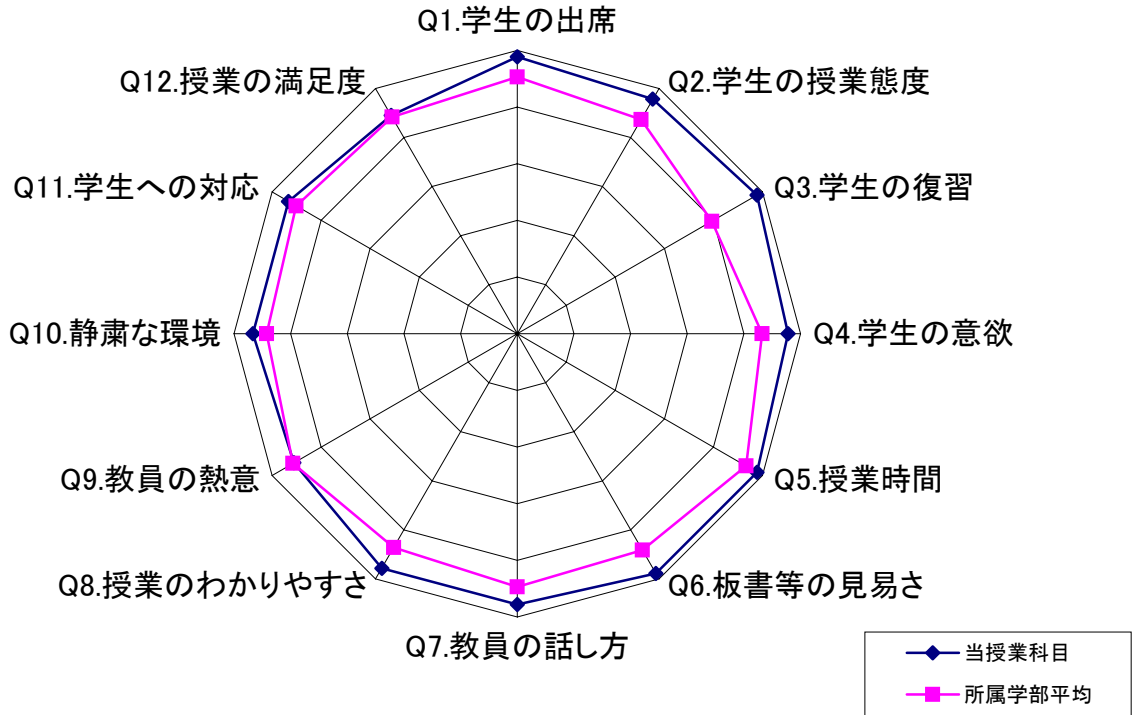 Q1.学生の出席
Q2.学生の授業態度
Q3.学生の復習
Q4.学生の意欲
Q5.授業時間
Q6.板書等の見易さ
Q7.教員の話し方
Q8.授業のわかりやすさ
Q9.教員の熱意
Q10.静粛な環境
Q11.学生への対応
Q12.授業の満足度
当授業科目
所属学部平均